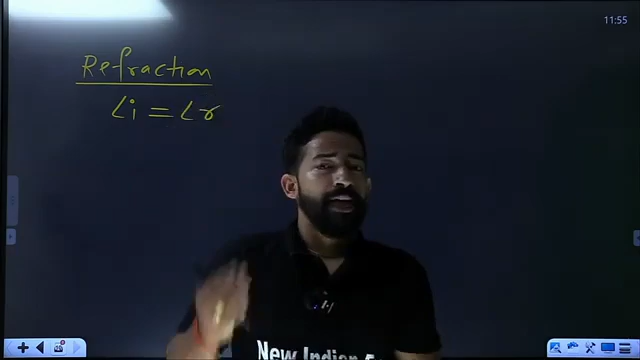 11:55
Refraction
∠i = ∠r
New Indian